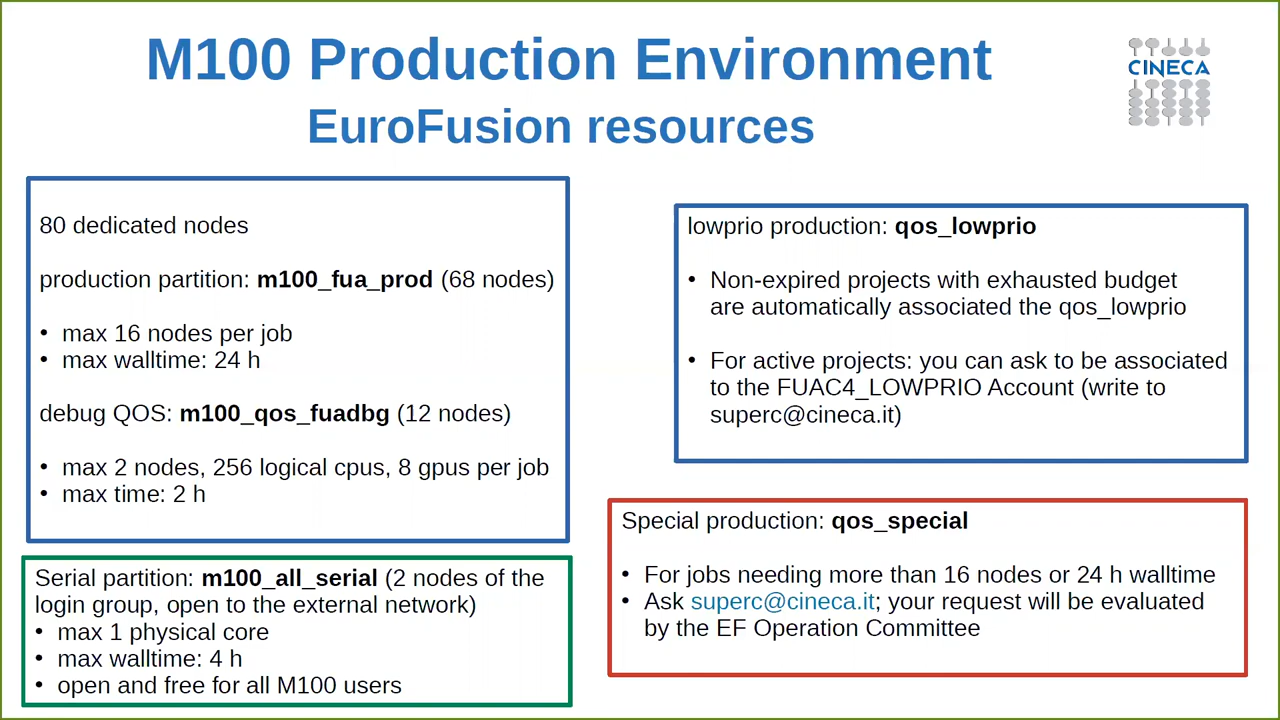 M100 Production Environment
EuroFusion resources
CINECA
80 dedicated nodes
production partition: m100_fua_prod (68 nodes)
• max 16 nodes per job
• max walltime: 24 h
debug QOS: m100_qos_fuadbg (12 nodes)
• max 2 nodes, 256 logical cpus, 8 gpus per job
• max time: 2 h
Serial partition: m100_all_serial (2 nodes of the
login group, open to the external network)
• max 1 physical core
• max walltime: 4 h
• open and free for all M100 users
lowprio production: qos_lowprio
• Non-expired projects with exhausted budget
are automatically associated the qos_lowprio
• For active projects: you can ask to be associated
to the FUAC4_LOWPRIO Account (write to
superc@cineca.it)
Special production: qos_special
• For jobs needing more than 16 nodes or 24 h walltime
• Ask superc@cineca.it; your request will be evaluated
by the EF Operation Committee